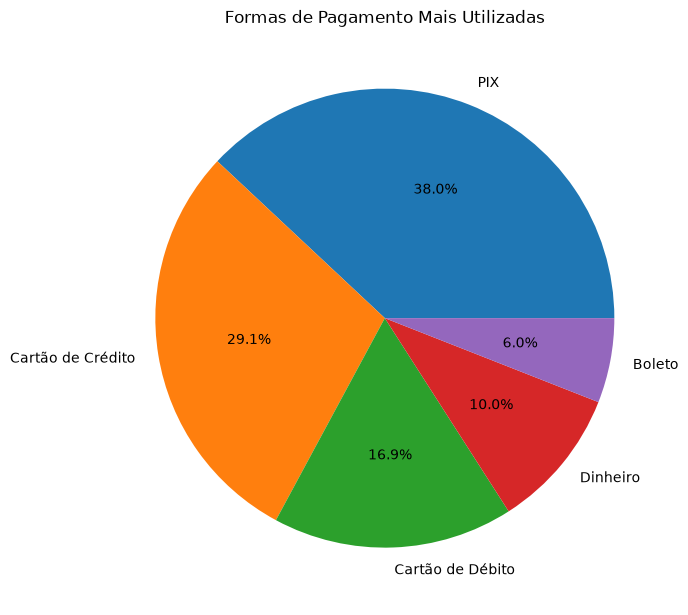 Formas de Pagamento Mais Utilizadas
PIX
38.0%
29.1%
Cartão de Crédito
6.0%
Boleto
10.0%
16.9%
Dinheiro
Cartão de Débito